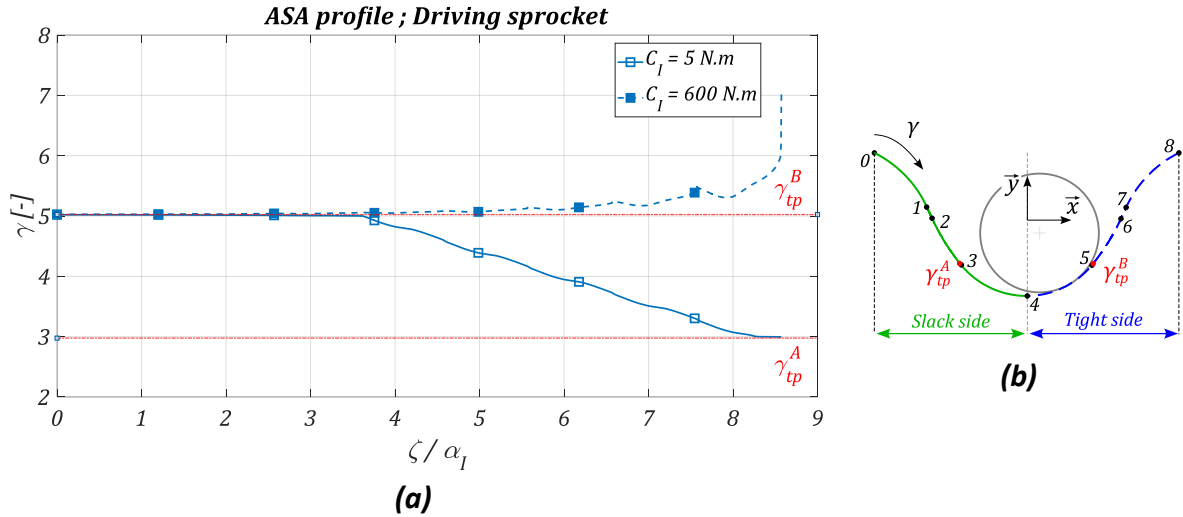 ASA profile ; Driving sprocket
γ [-]
8
7
6
5
4
3
2
C_I = 5 N.m
C_I = 600 N.m
γ_tp^B
γ_tp^A
0 1 2 3 4 5 6 7 8 9
ζ / α_I
(a)
γ
0
8
y⃗
x⃗
1
2
7
6
3
5
γ_tp^A
γ_tp^B
4
Slack side
Tight side
(b)